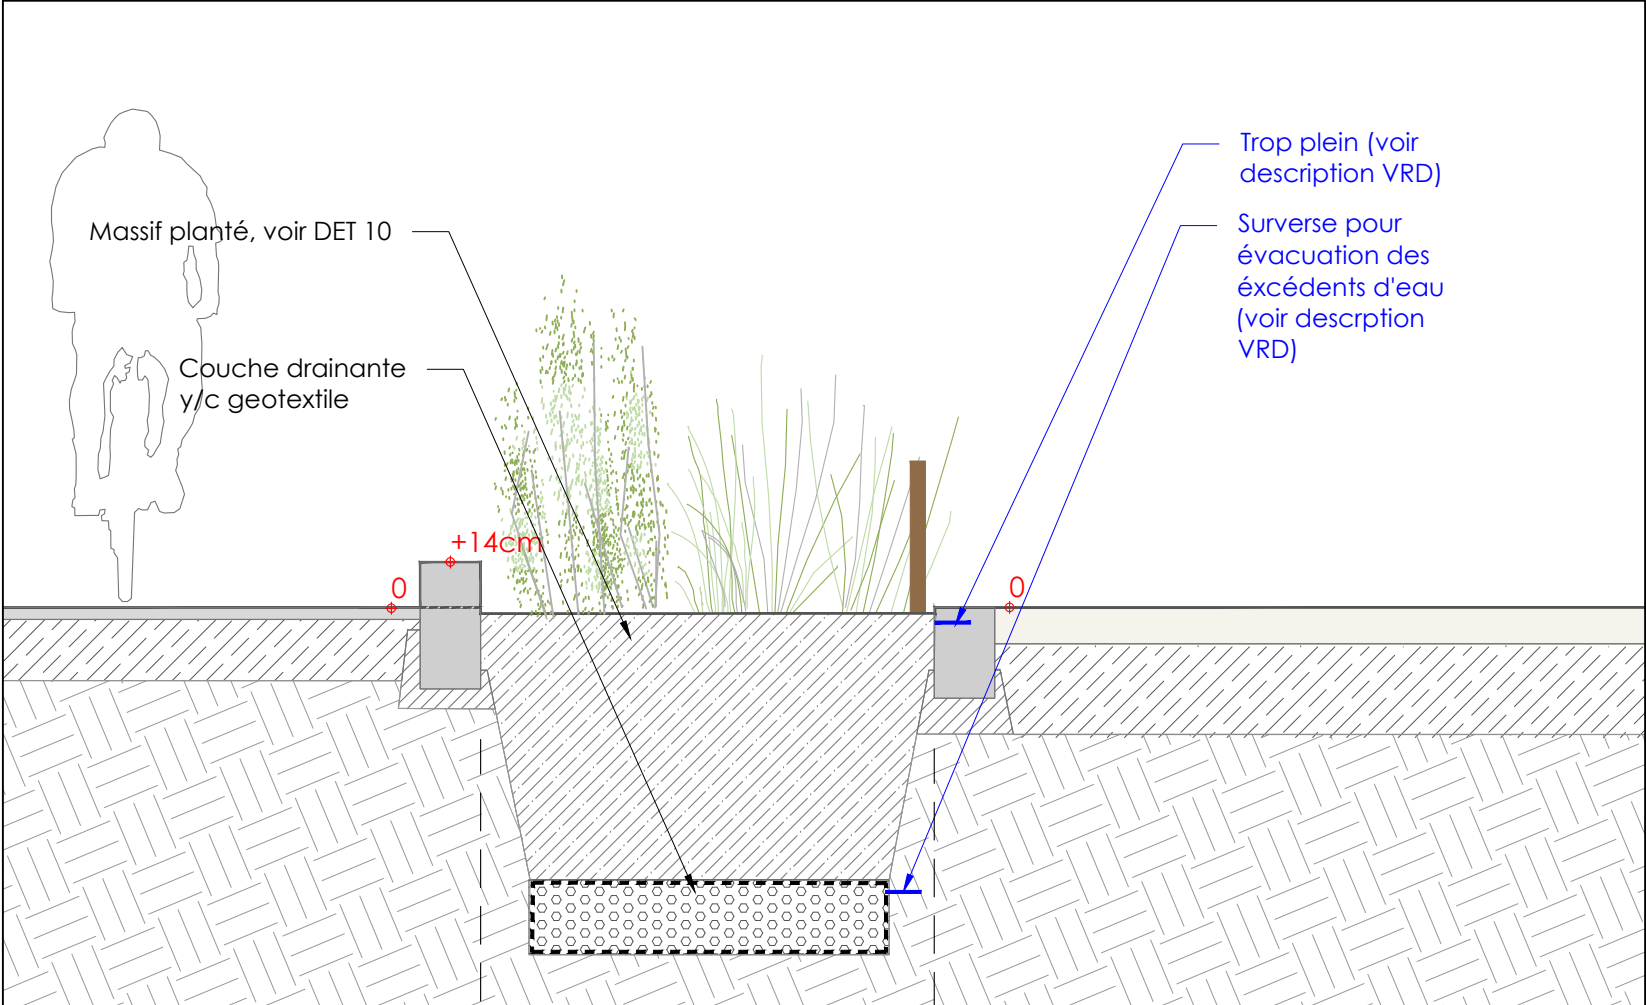 Trop plein (voir
description VRD)
Surverse pour
évacuation des
éxcédents d'eau
(voir descrption
VRD)
Massif planté, voir DET 10
Couche drainante
y/c geotextile
+14cm
0
0